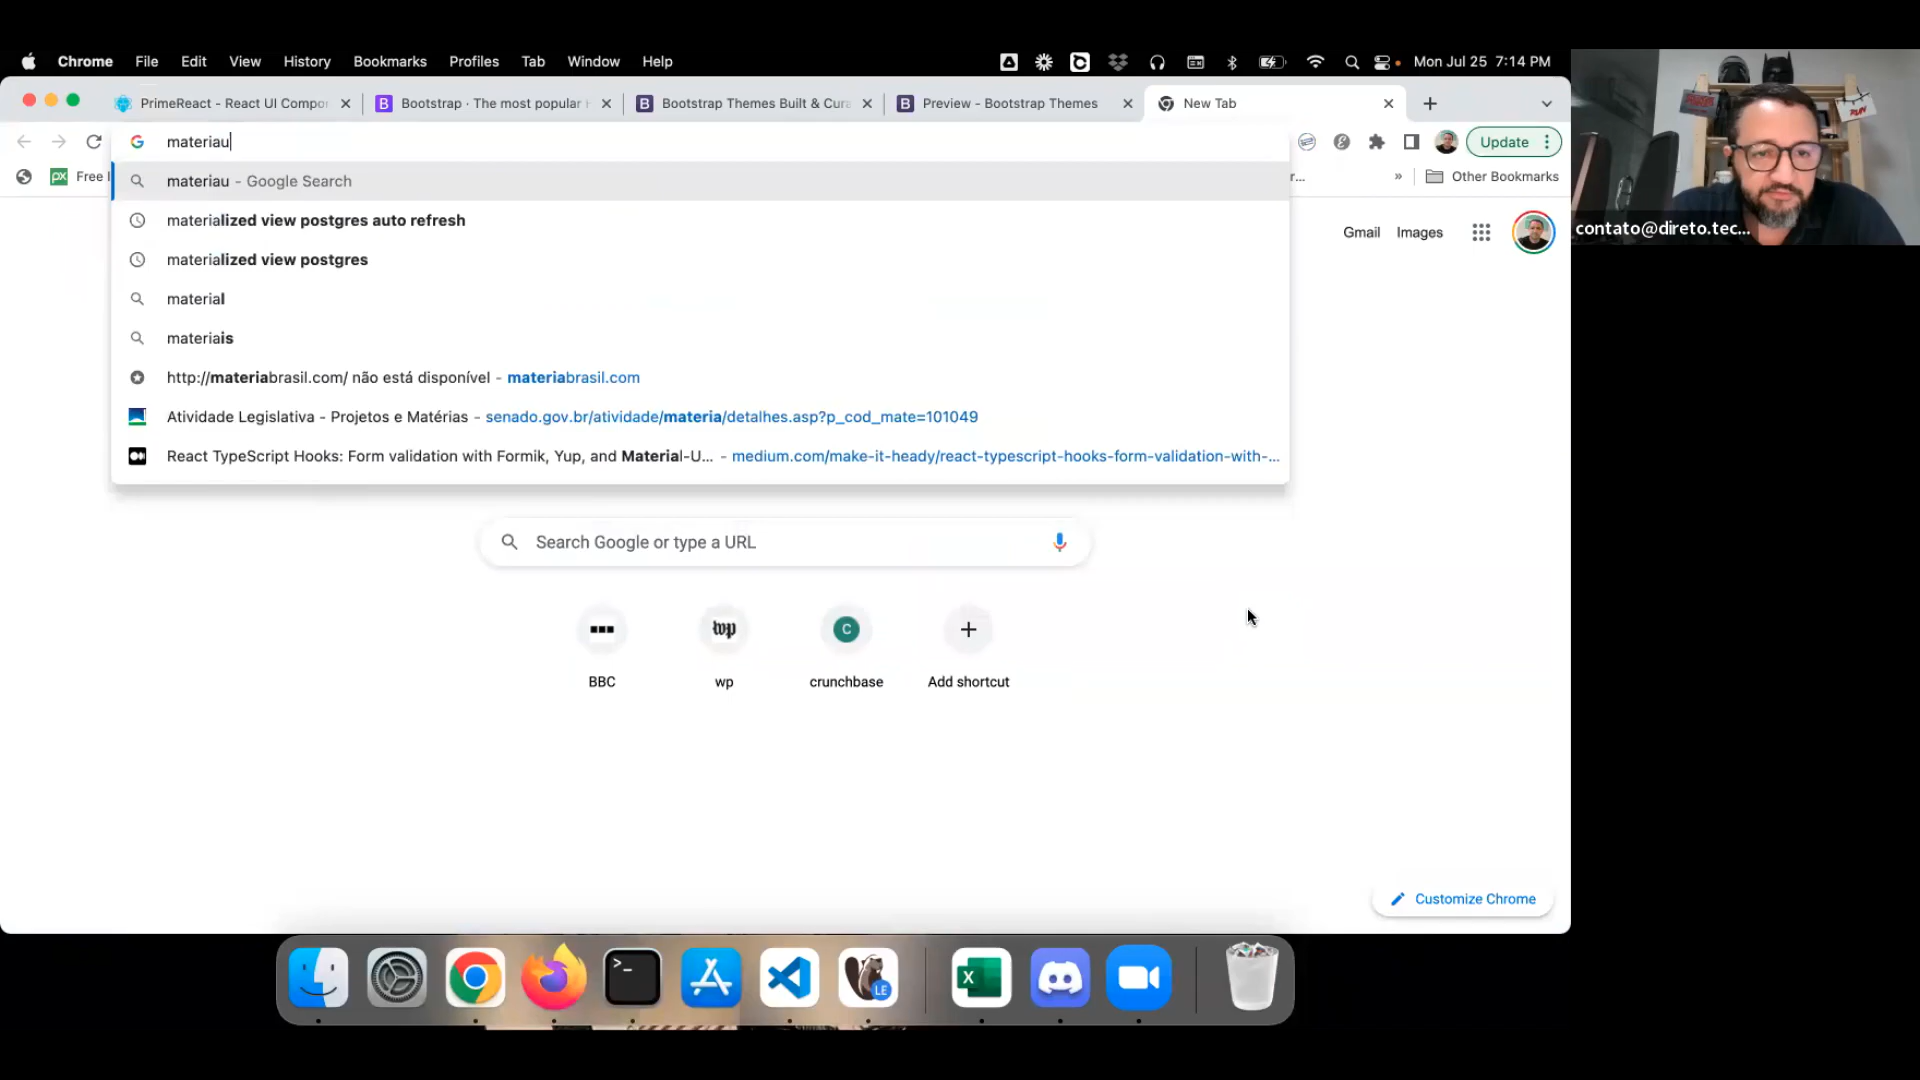 Chrome File Edit View History Bookmarks Profiles Tab Window Help Mon Jul 25 7:14 PM
PrimeReact - React UI Compo Bootstrap · The most popular Bootstrap Themes Built & Cura Preview - Bootstrap Themes New Tab
materiau Update
Free Other Bookmarks
materiau - Google Search
materialized view postgres auto refresh
materialized view postgres
material
materiais
http://materiabrasil.com/ não está disponível - materiabrasil.com
Atividade Legislativa - Projetos e Matérias - senado.gov.br/atividade/materia/detalhes.asp?p_cod_mate=101049
React TypeScript Hooks: Form validation with Formik, Yup, and Material-U... - medium.com/make-it-heady/react-typescript-hooks-form-validation-with-...
Gmail Images
contato@direto.tec...
Search Google or type a URL
wp C
BBC wp crunchbase Add shortcut
Customize Chrome
LE